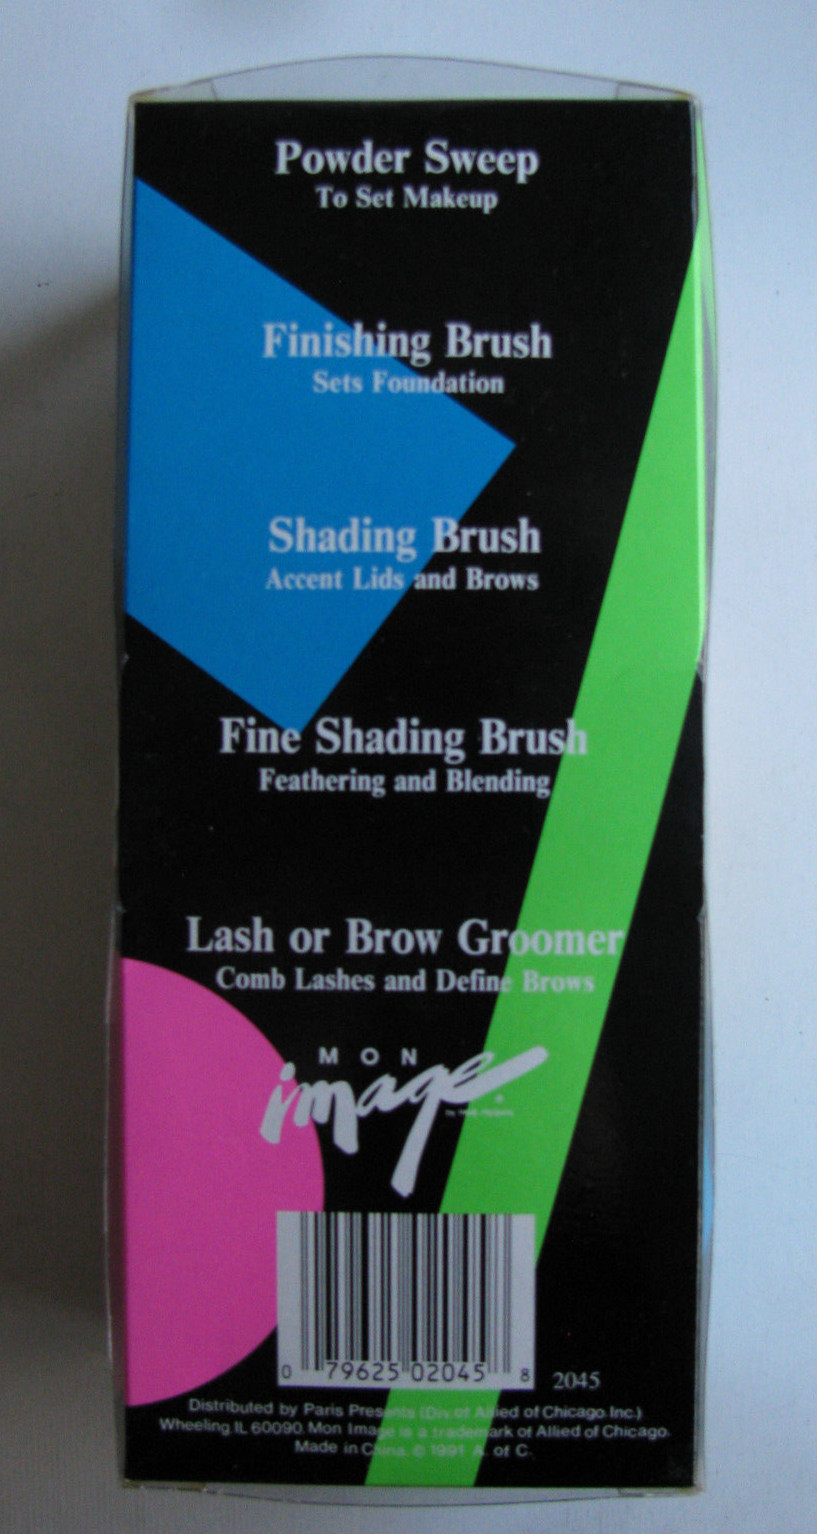 Powder Sweep
To Set Makeup
Finishing Brush
Sets Foundation
Shading Brush
Accent Lids and Brows
Fine Shading Brush
Feathering and Blending
Lash or Brow Groomer
Comb Lashes and Define Brows
MON
image
0 79625 02045 8
2045
Distributed by Paris Presents (Div. of Allied of Chicago. Inc.)
Wheeling, IL 60090. Mon Image is a trademark of Allied of Chicago.
Made in China. © 1991 A. of C.